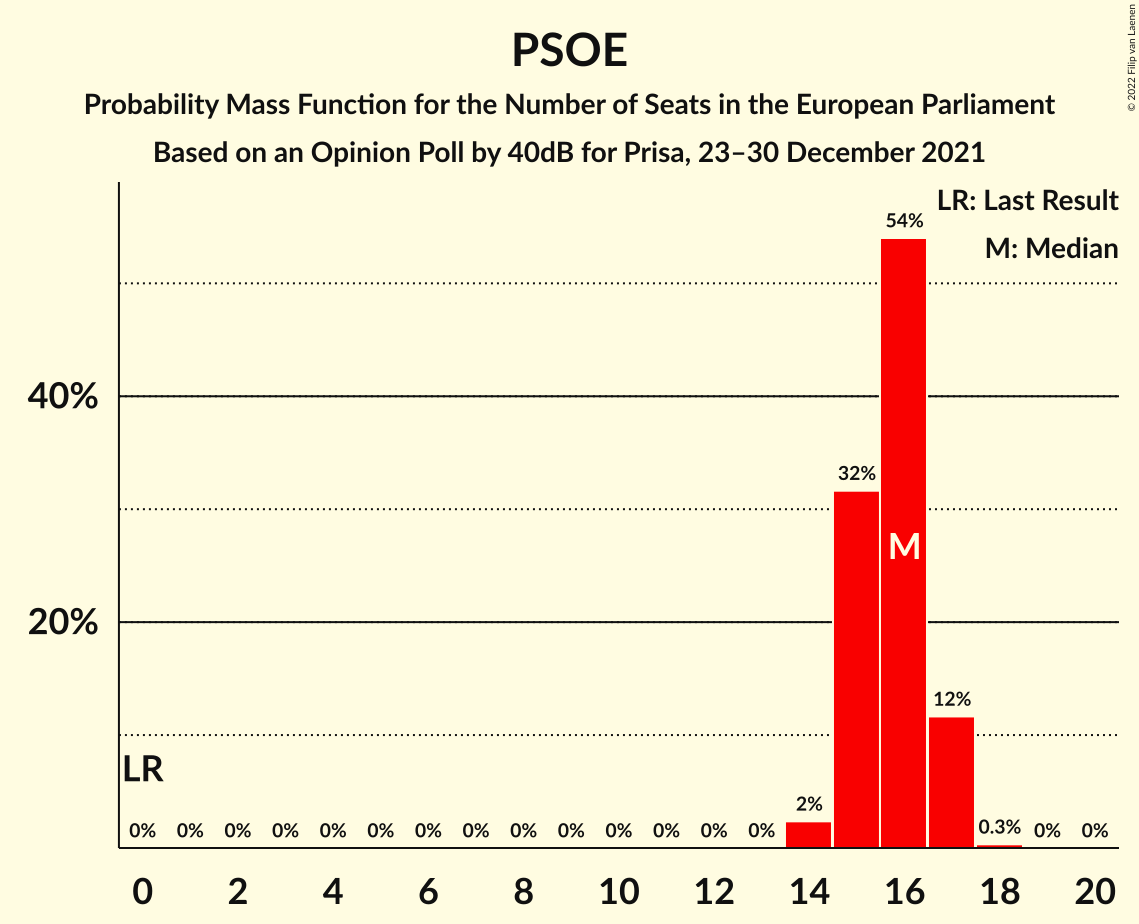 PSOE
Probability Mass Function for the Number of Seats in the European Parliament
Based on an Opinion Poll by 40dB for Prisa, 23–30 December 2021
© 2022 Filip van Laenen
LR: Last Result
M: Median
54%
40%
32%
M
20%
12%
LR
2%
0% 0% 0% 0% 0% 0% 0% 0% 0% 0% 0% 0% 0% 0% 0.3% 0% 0%
0 2 4 6 8 10 12 14 16 18 20